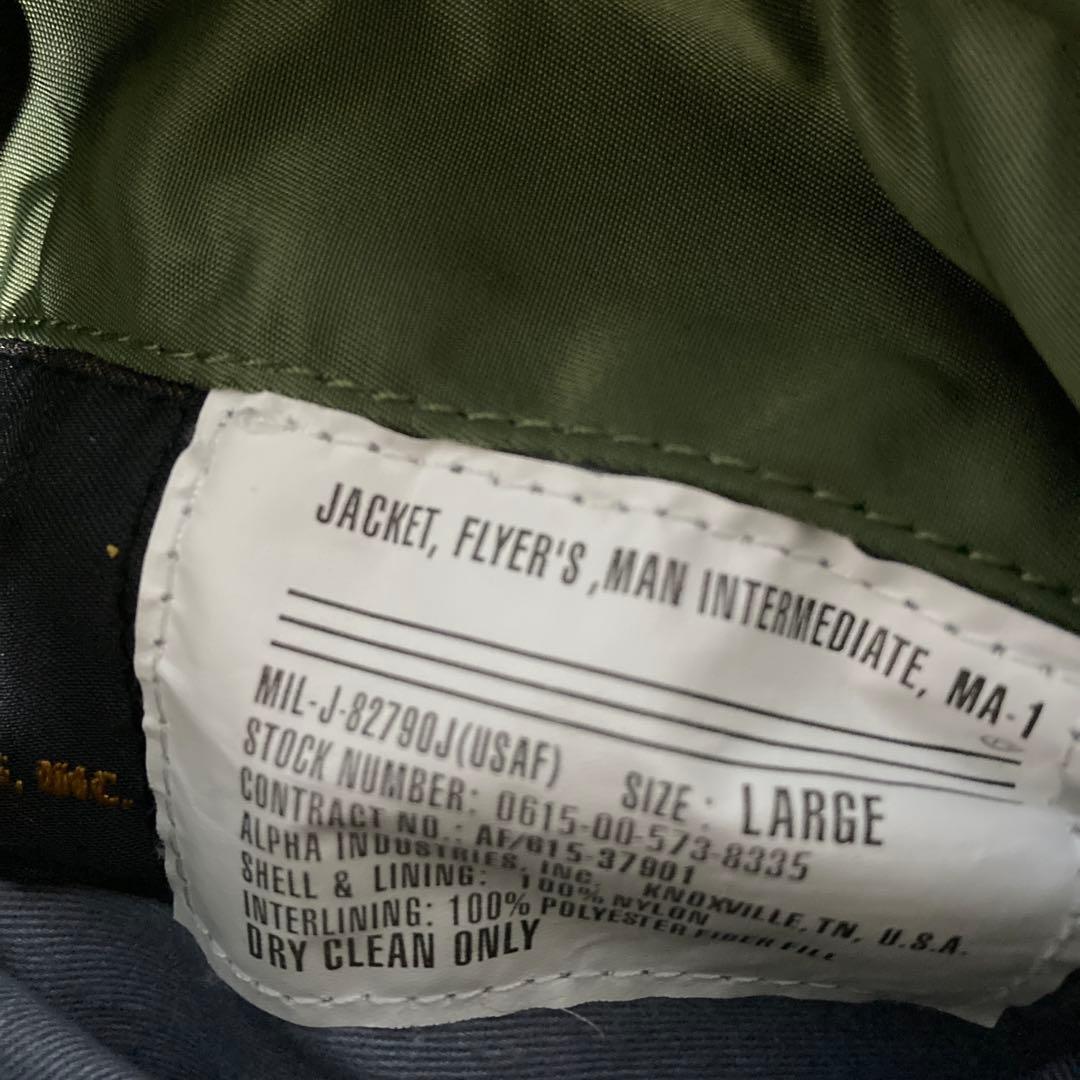 JACKET, FLYER'S ,MAN INTERMEDIATE, MA-1
MIL-J-82790J(USAF) SIZE: LARGE
STOCK NUMBER: 0615-00-573-8335
CONTRACT NO.: AF/615-37901
ALPHA INDUSTRIES, INC. KNOXVILLE, TN, U.S.A.
SHELL & LINING: 100% NYLON
INTERLINING: 100% POLYESTER FIBER FILL
DRY CLEAN ONLY
INC.